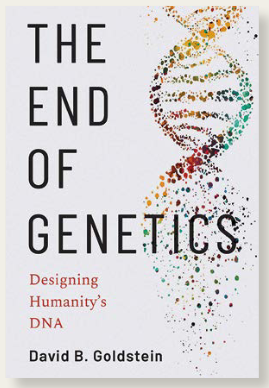 THE
END
OF
GENETICS
Designing
Humanity's
DNA
David B. Goldstein